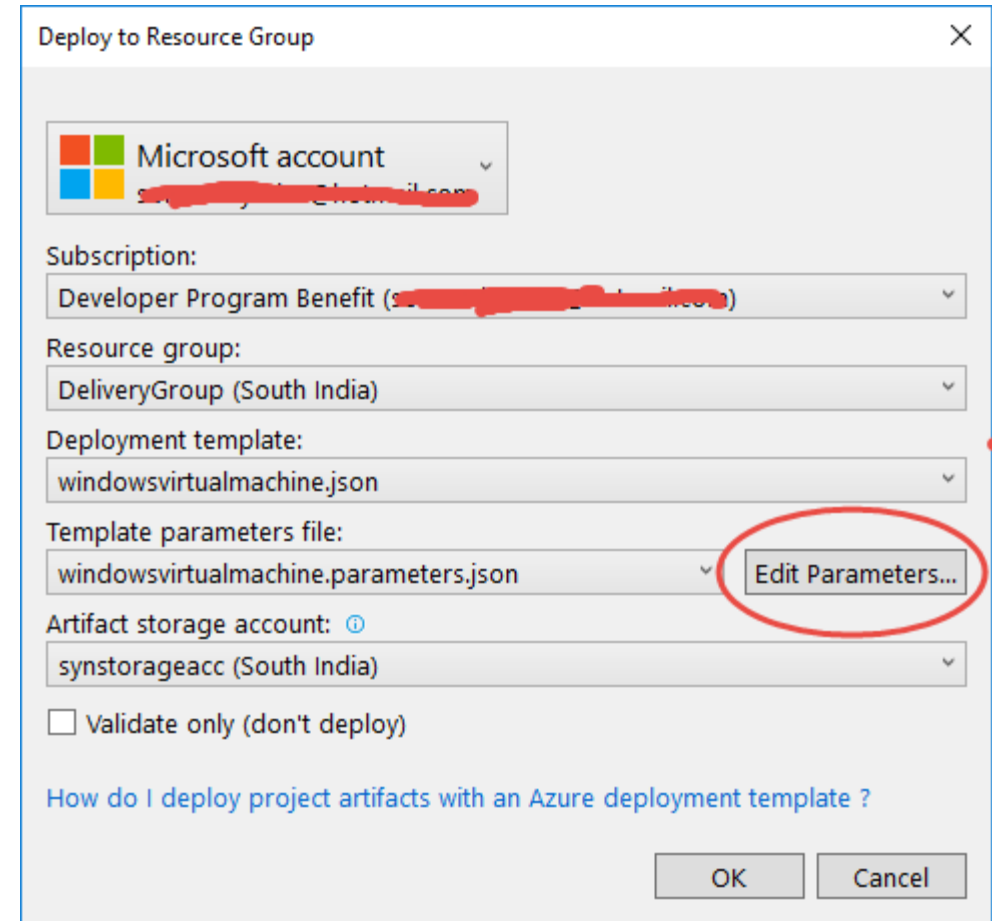 Deploy to Resource Group
Microsoft account
Subscription:
Developer Program Benefit (
Resource group:
DeliveryGroup (South India)
Deployment template:
windowsvirtualmachine.json
Template parameters file:
windowsvirtualmachine.parameters.json
Edit Parameters...
Artifact storage account:
synstorageacc (South India)
Validate only (don't deploy)
How do I deploy project artifacts with an Azure deployment template ?
OK
Cancel